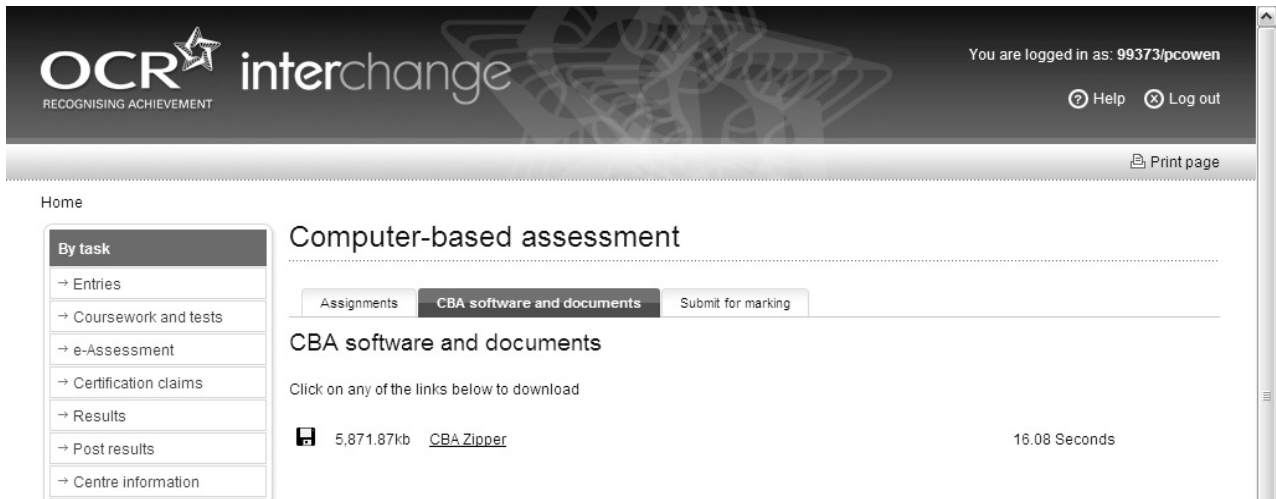 OCR interchange
RECOGNISING ACHIEVEMENT
You are logged in as: 99373/pcowen
Help Log out
Print page
Home
By task
→ Entries
→ Coursework and tests
→ e-Assessment
→ Certification claims
→ Results
→ Post results
→ Centre information
Computer-based assessment
Assignments CBA software and documents Submit for marking
CBA software and documents
Click on any of the links below to download
5,871.87kb CBA Zipper 16.08 Seconds